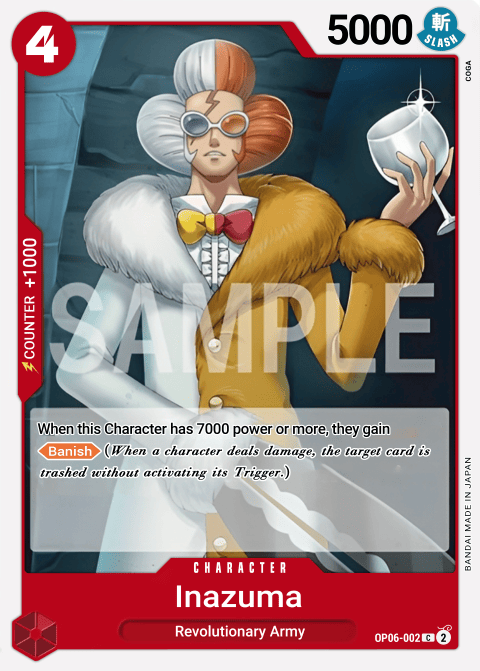 4
5000
斬
SLASH
COGA
COUNTER +1000
SAMPLE
When this Character has 7000 power or more, they gain
Banish (When a character deals damage, the target card is
trashed without activating its Trigger.)
BANDAI MADE IN JAPAN
CHARACTER
Inazuma
Revolutionary Army
OP06-002 C 2